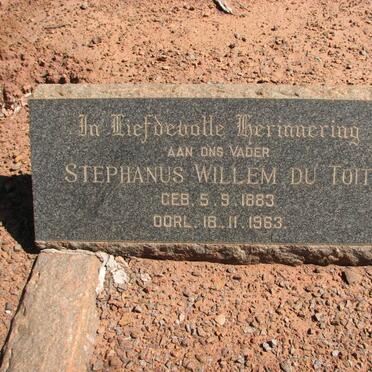 In Liefdevolle Herinnering
AAN ONS VADER
STEPHANUS WILLEM DU TOIT
GEB. 5. 9. 1883
OORL. 18. 11. 1963.